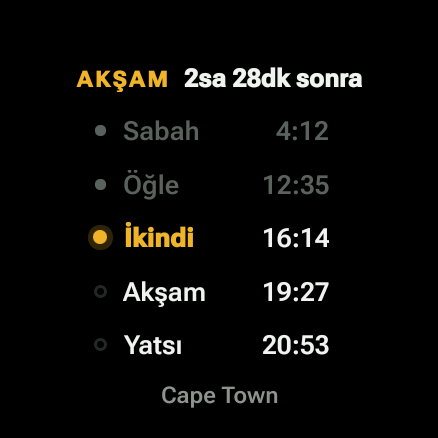 AKŞAM 2sa 28dk sonra
Sabah 4:12
Öğle 12:35
İkindi 16:14
Akşam 19:27
Yatsı 20:53
Cape Town